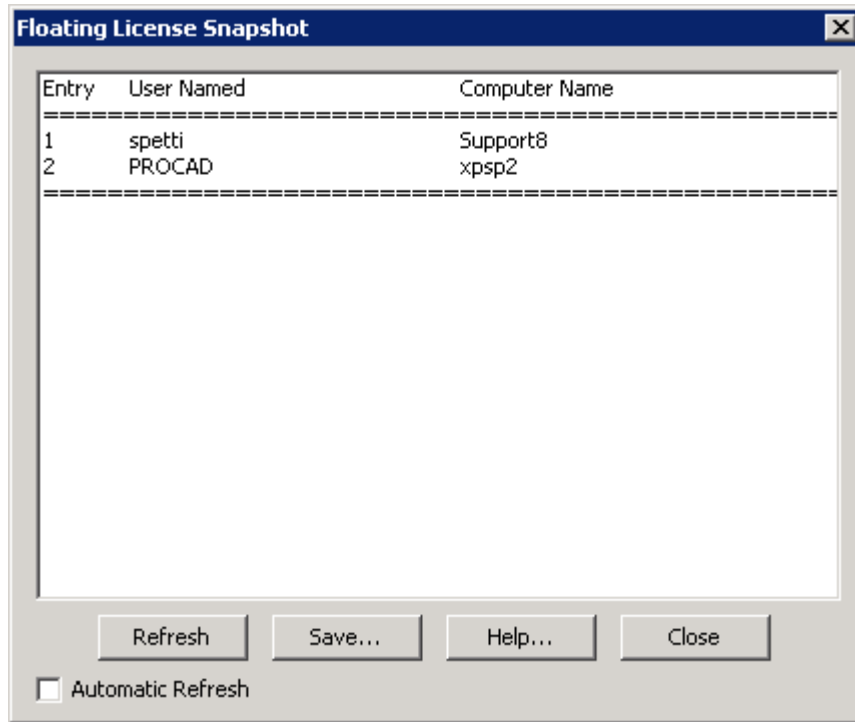 Floating License Snapshot
Entry User Named Computer Name
====================================================
1 spetti Support8
2 PROCAD xpsp2
====================================================
Refresh Save... Help... Close
Automatic Refresh